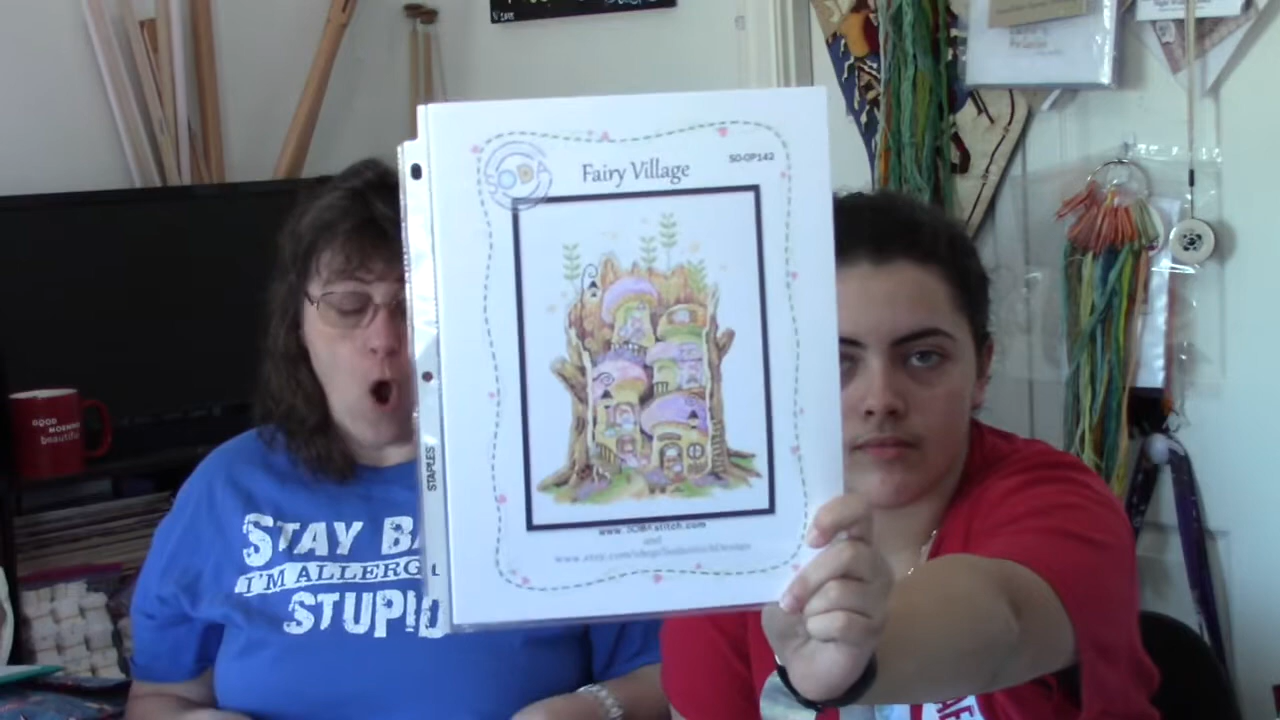 SODA
Fairy Village
SO-OP142
www.SODAstitch.com
and
STAPLES
GOOD
MORNING
beautiful
STAY BA
I'M ALLERG
STUPID